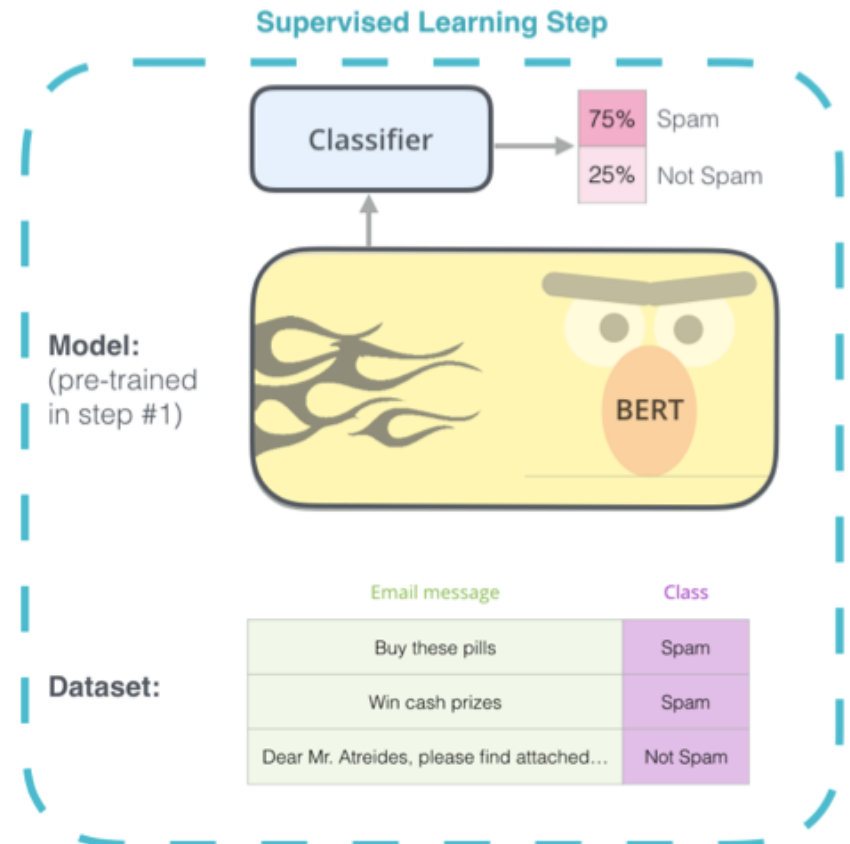 Supervised Learning Step
Classifier
75% Spam
25% Not Spam
Model:
(pre-trained
in step #1)
BERT
Email message Class
Dataset:
Buy these pills Spam
Win cash prizes Spam
Dear Mr. Atreides, please find attached... Not Spam